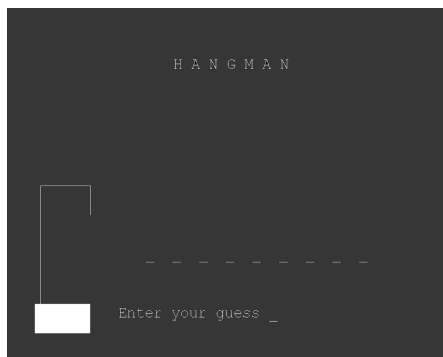 H A N G M A N
_ _ _ _ _ _ _ _ _
Enter your guess _